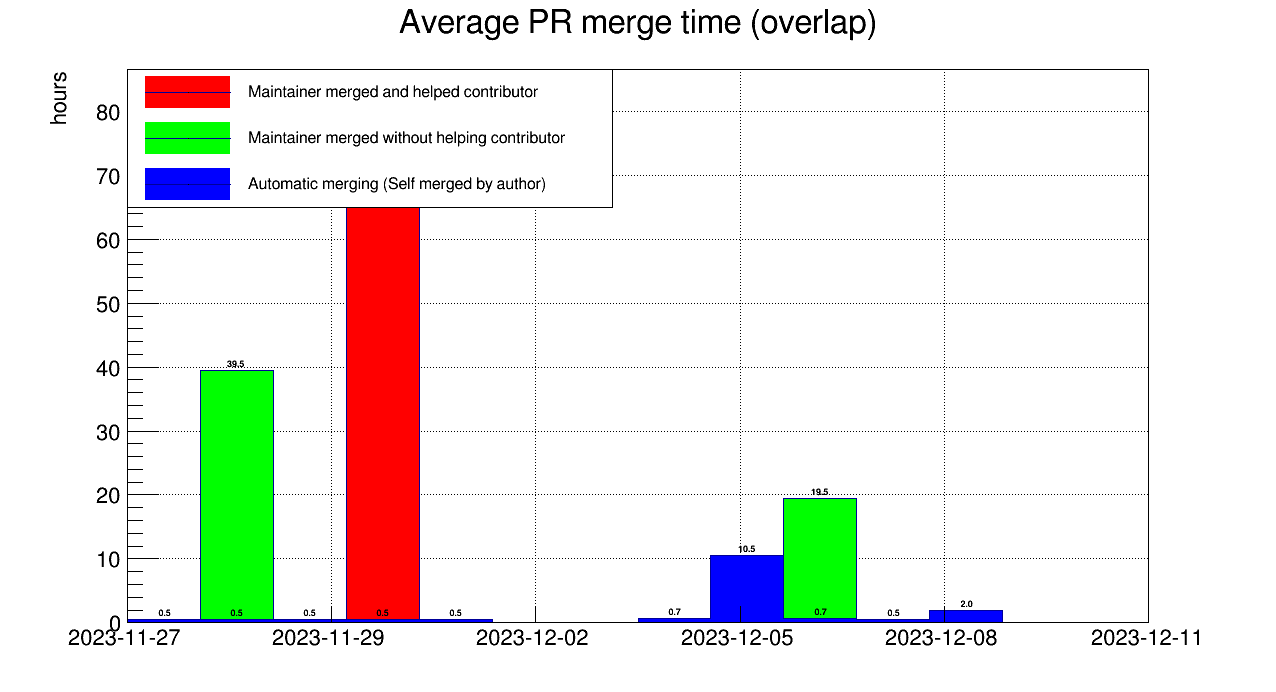 Average PR merge time (overlap)
hours
Maintainer merged and helped contributor
Maintainer merged without helping contributor
Automatic merging (Self merged by author)
80
70
60
50
40
30
20
10
0
39.5
19.5
10.5
2.0
0.5 0.5 0.5 0.5 0.5 0.7 0.7 0.5
2023-11-27 2023-11-29 2023-12-02 2023-12-05 2023-12-08 2023-12-11